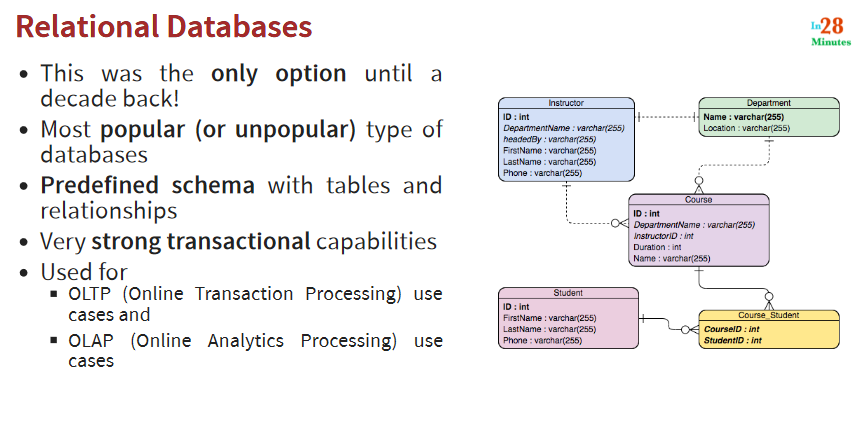 Relational Databases
In28
Minutes
• This was the only option until a
decade back!
• Most popular (or unpopular) type of
databases
• Predefined schema with tables and
relationships
• Very strong transactional capabilities
• Used for
▪ OLTP (Online Transaction Processing) use
cases and
▪ OLAP (Online Analytics Processing) use
cases
Instructor
ID : int
DepartmentName : varchar(255)
headedBy : varchar(255)
FirstName : varchar(255)
LastName : varchar(255)
Phone : varchar(255)
Department
Name : varchar(255)
Location : varchar(255)
Course
ID : int
DepartmentName : varchar(255)
InstructorID : int
Duration : int
Name : varchar(255)
Student
ID : int
FirstName : varchar(255)
LastName : varchar(255)
Phone : varchar(255)
Course_Student
CourseID : int
StudentID : int